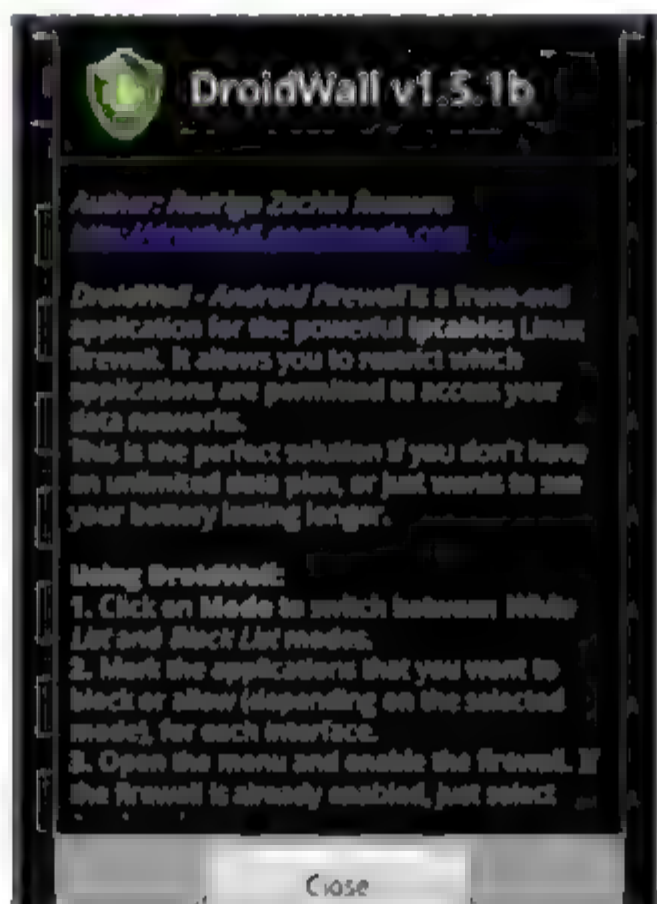 DroidWall v1.5.1b
Author: Rodrigo Zechin Rosauro
DroidWall - Android Firewall is a front-end
application for the powerful iptables Linux
firewall. It allows you to restrict which
applications are permitted to access your
data networks.
This is the perfect solution if you don't have
an unlimited data plan, or just wants to see
your battery lasting longer.
Using DroidWall:
1. Click on Mode to switch between White
List and Black List modes.
2. Mark the applications that you want to
block or allow (depending on the selected
mode), for each interface.
3. Open the menu and enable the firewall. If
the firewall is already enabled, just select
Close